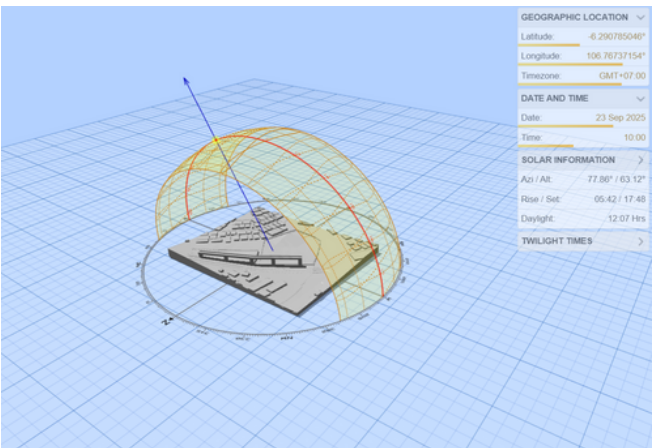 GEOGRAPHIC LOCATION
Latitude: -6.290785046°
Longitude: 106.76737154°
Timezone: GMT+07:00
DATE AND TIME
Date: 23 Sep 2025
Time: 10:00
SOLAR INFORMATION
Azi / Alt: 77.86° / 63.12°
Rise / Set: 05:42 / 17:48
Daylight: 12:07 Hrs
TWILIGHT TIMES
N